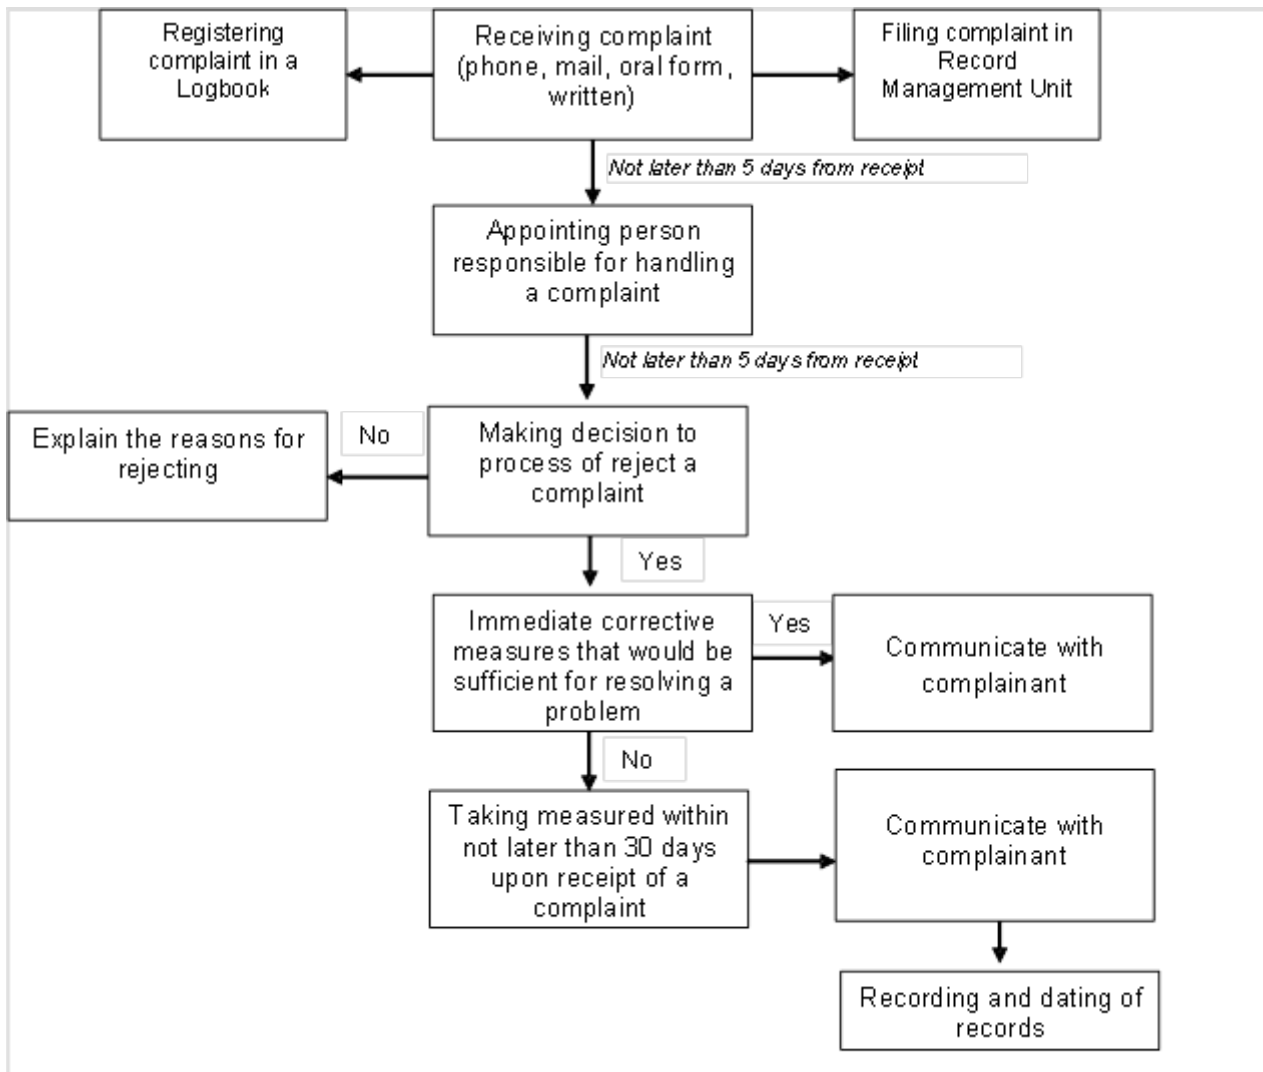 Registering
complaint in a
Logbook
Receiving complaint
(phone, mail, oral form,
written)
Filing complaint in
Record
Management Unit
Not later than 5 days from receipt
Appointing person
responsible for handling
a complaint
Not later than 5 days from receipt
Explain the reasons for
rejecting
No
Making decision to
process of reject a
complaint
Yes
Immediate corrective
measures that would be
sufficient for resolving a
problem
Yes
Communicate with
complainant
No
Taking measured within
not later than 30 days
upon receipt of a
complaint
Communicate with
complainant
Recording and dating of
records